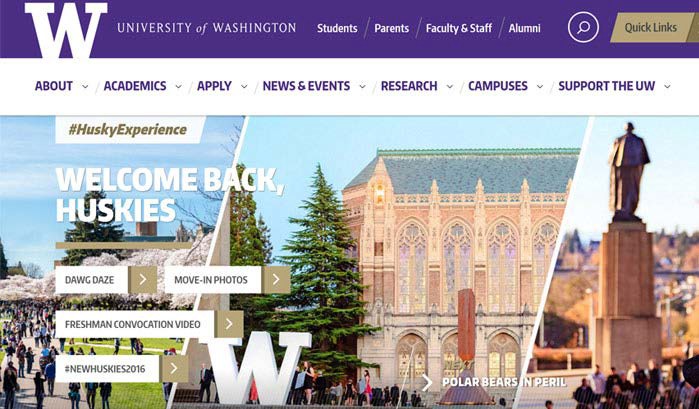 W UNIVERSITY of WASHINGTON Students Parents Faculty & Staff Alumni Quick Links
ABOUT ACADEMICS APPLY NEWS & EVENTS RESEARCH CAMPUSES SUPPORT THE UW
#HuskyExperience
WELCOME BACK,
HUSKIES
DAWG DAZE MOVE-IN PHOTOS
FRESHMAN CONVOCATION VIDEO
#NEWHUSKIES2016
W
POLAR BEARS IN PERIL